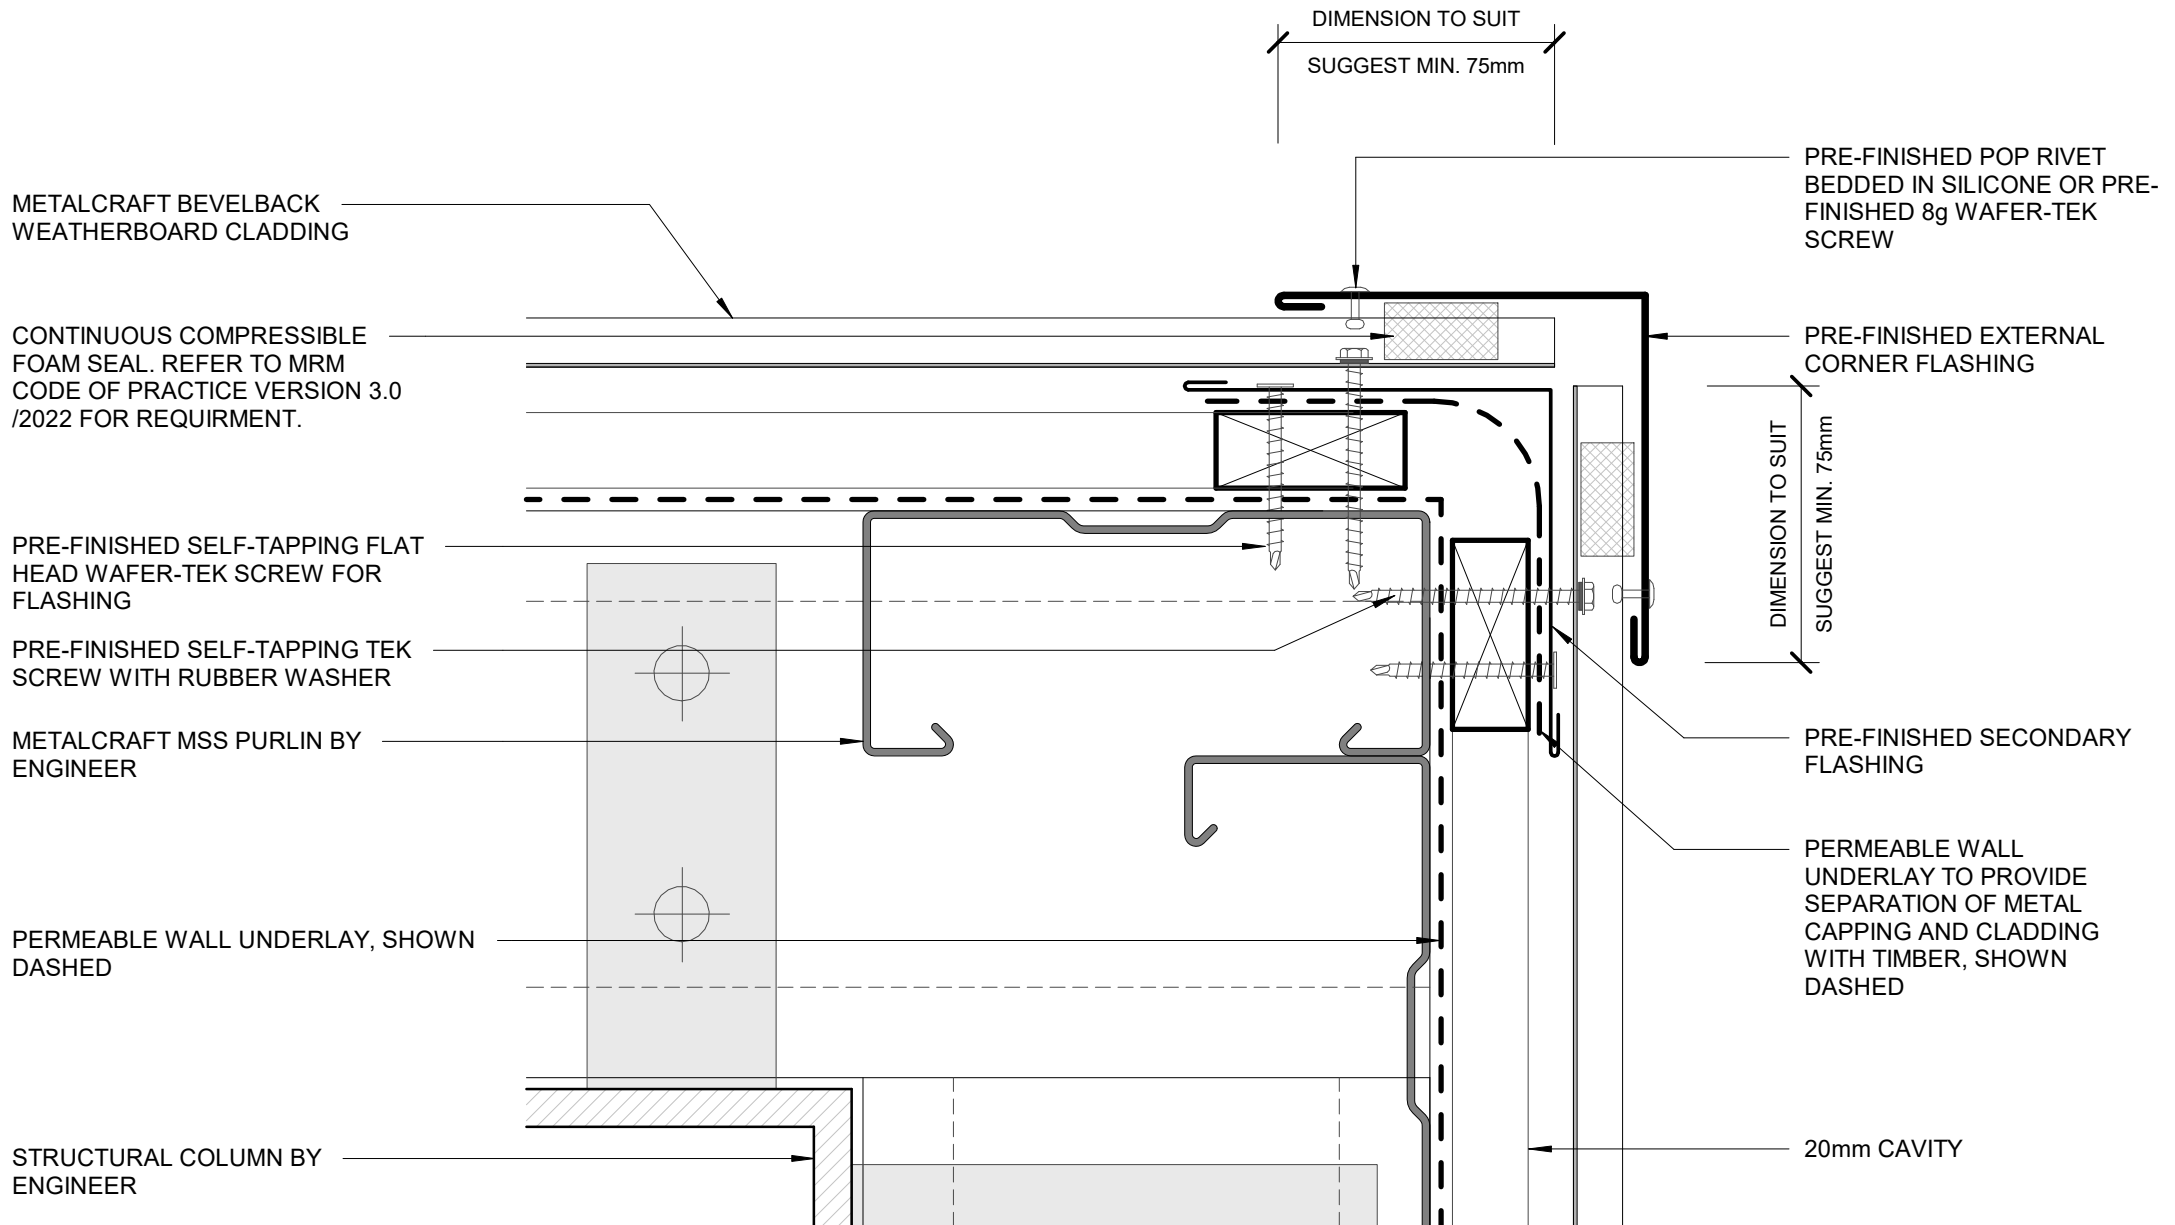 DIMENSION TO SUIT
SUGGEST MIN. 75mm
METALCRAFT BEVELBACK
WEATHERBOARD CLADDING
CONTINUOUS COMPRESSIBLE
FOAM SEAL. REFER TO MRM
CODE OF PRACTICE VERSION 3.0
/2022 FOR REQUIRMENT.
PRE-FINISHED SELF-TAPPING FLAT
HEAD WAFER-TEK SCREW FOR
FLASHING
PRE-FINISHED SELF-TAPPING TEK
SCREW WITH RUBBER WASHER
METALCRAFT MSS PURLIN BY
ENGINEER
PERMEABLE WALL UNDERLAY, SHOWN
DASHED
STRUCTURAL COLUMN BY
ENGINEER
PRE-FINISHED POP RIVET
BEDDED IN SILICONE OR PRE-
FINISHED 8g WAFER-TEK
SCREW
PRE-FINISHED EXTERNAL
CORNER FLASHING
DIMENSION TO SUIT
SUGGEST MIN. 75mm
PRE-FINISHED SECONDARY
FLASHING
PERMEABLE WALL
UNDERLAY TO PROVIDE
SEPARATION OF METAL
CAPPING AND CLADDING
WITH TIMBER, SHOWN
DASHED
20mm CAVITY